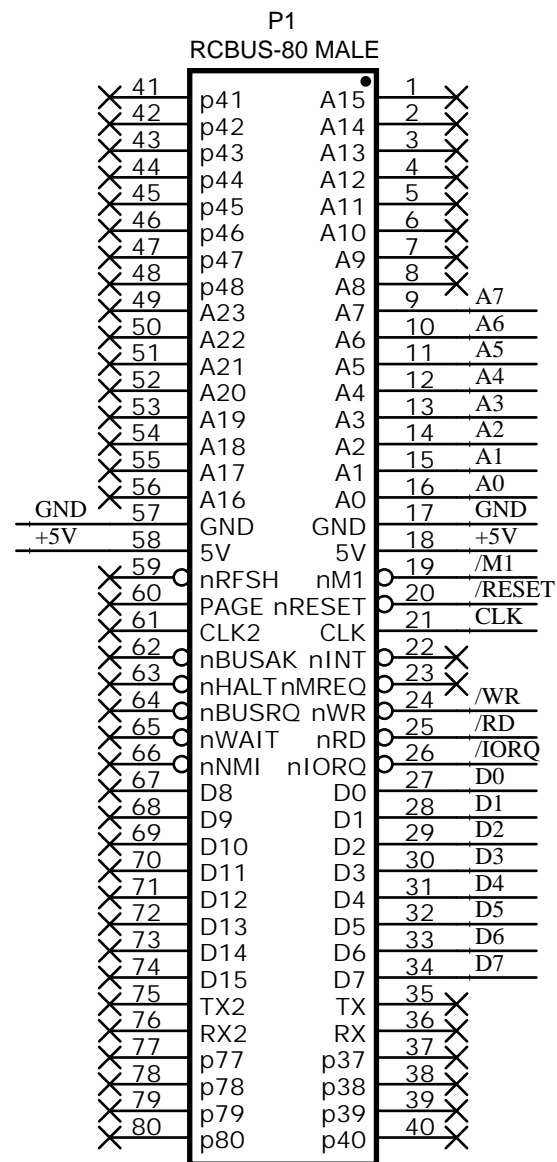 P1
RCBUS-80 MALE
41 p41 A15 1
42 p42 A14 2
43 p43 A13 3
44 p44 A12 4
45 p45 A11 5
46 p46 A10 6
47 p47 A9 7
48 p48 A8 8
49 A23 A7 9 A7
50 A22 A6 10 A6
51 A21 A5 11 A5
52 A20 A4 12 A4
53 A19 A3 13 A3
54 A18 A2 14 A2
55 A17 A1 15 A1
56 A16 A0 16 A0
GND 57 GND GND 17 GND
+5V 58 5V 5V 18 +5V
59 nRFSH nM1 19 /M1
60 PAGE nRESET 20 /RESET
61 CLK2 CLK 21 CLK
62 nBUSAK nINT 22
63 nHALT nMREQ 23
64 nBUSRQ nWR 24 /WR
65 nWAIT nRD 25 /RD
66 nNMI nIORQ 26 /IORQ
67 D8 D0 27 D0
68 D9 D1 28 D1
69 D10 D2 29 D2
70 D11 D3 30 D3
71 D12 D4 31 D4
72 D13 D5 32 D5
73 D14 D6 33 D6
74 D15 D7 34 D7
75 TX2 TX 35
76 RX2 RX 36
77 p77 p37 37
78 p78 p38 38
79 p79 p39 39
80 p80 p40 40